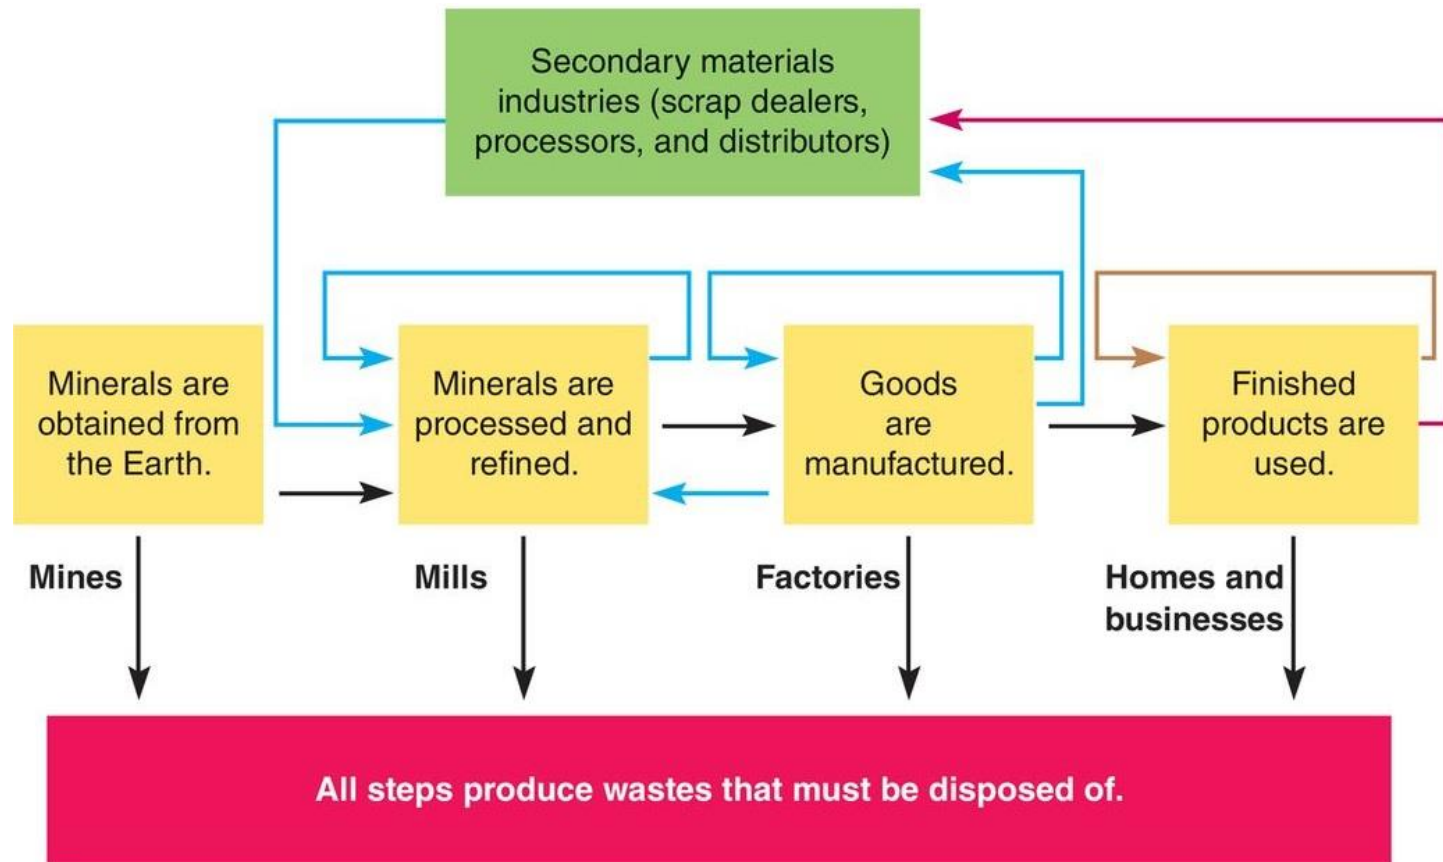 Secondary materials
industries (scrap dealers,
processors, and distributors)
Minerals are
obtained from
the Earth.
Minerals are
processed and
refined.
Goods
are
manufactured.
Finished
products are
used.
Mines
Mills
Factories
Homes and
businesses
All steps produce wastes that must be disposed of.